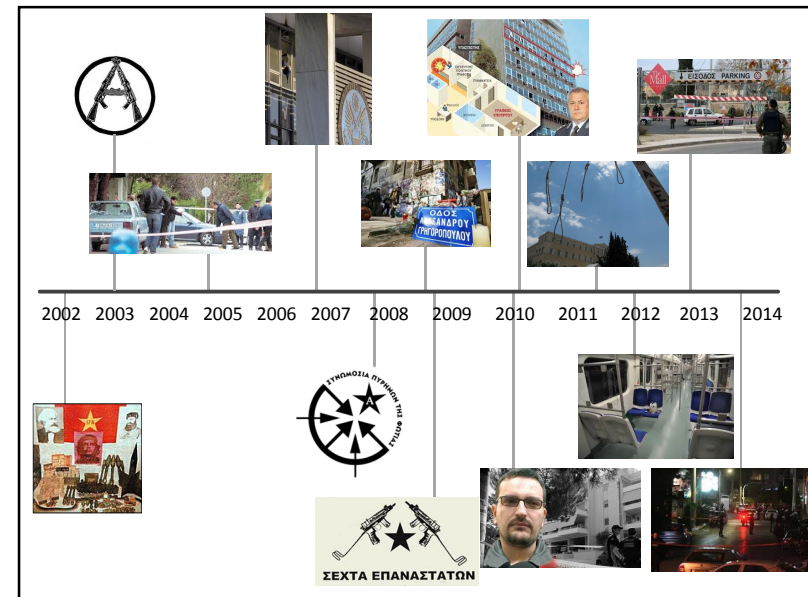 ΕΙΣΟΔΟΣ PARKING
Mall
ΟΔΟΣ
ΑΛΕΞΑΝΔΡΟΥ
ΓΡΗΓΟΡΟΠΟΥΛΟΥ
2002 2003 2004 2005 2006 2007 2008 2009 2010 2011 2012 2013 2014
ΣΥΝΩΜΟΣΙΑ ΠΥΡΗΝΩΝ ΤΗΣ ΦΩΤΙΑΣ
Α
ΣΕΧΤΑ ΕΠΑΝΑΣΤΑΤΩΝ